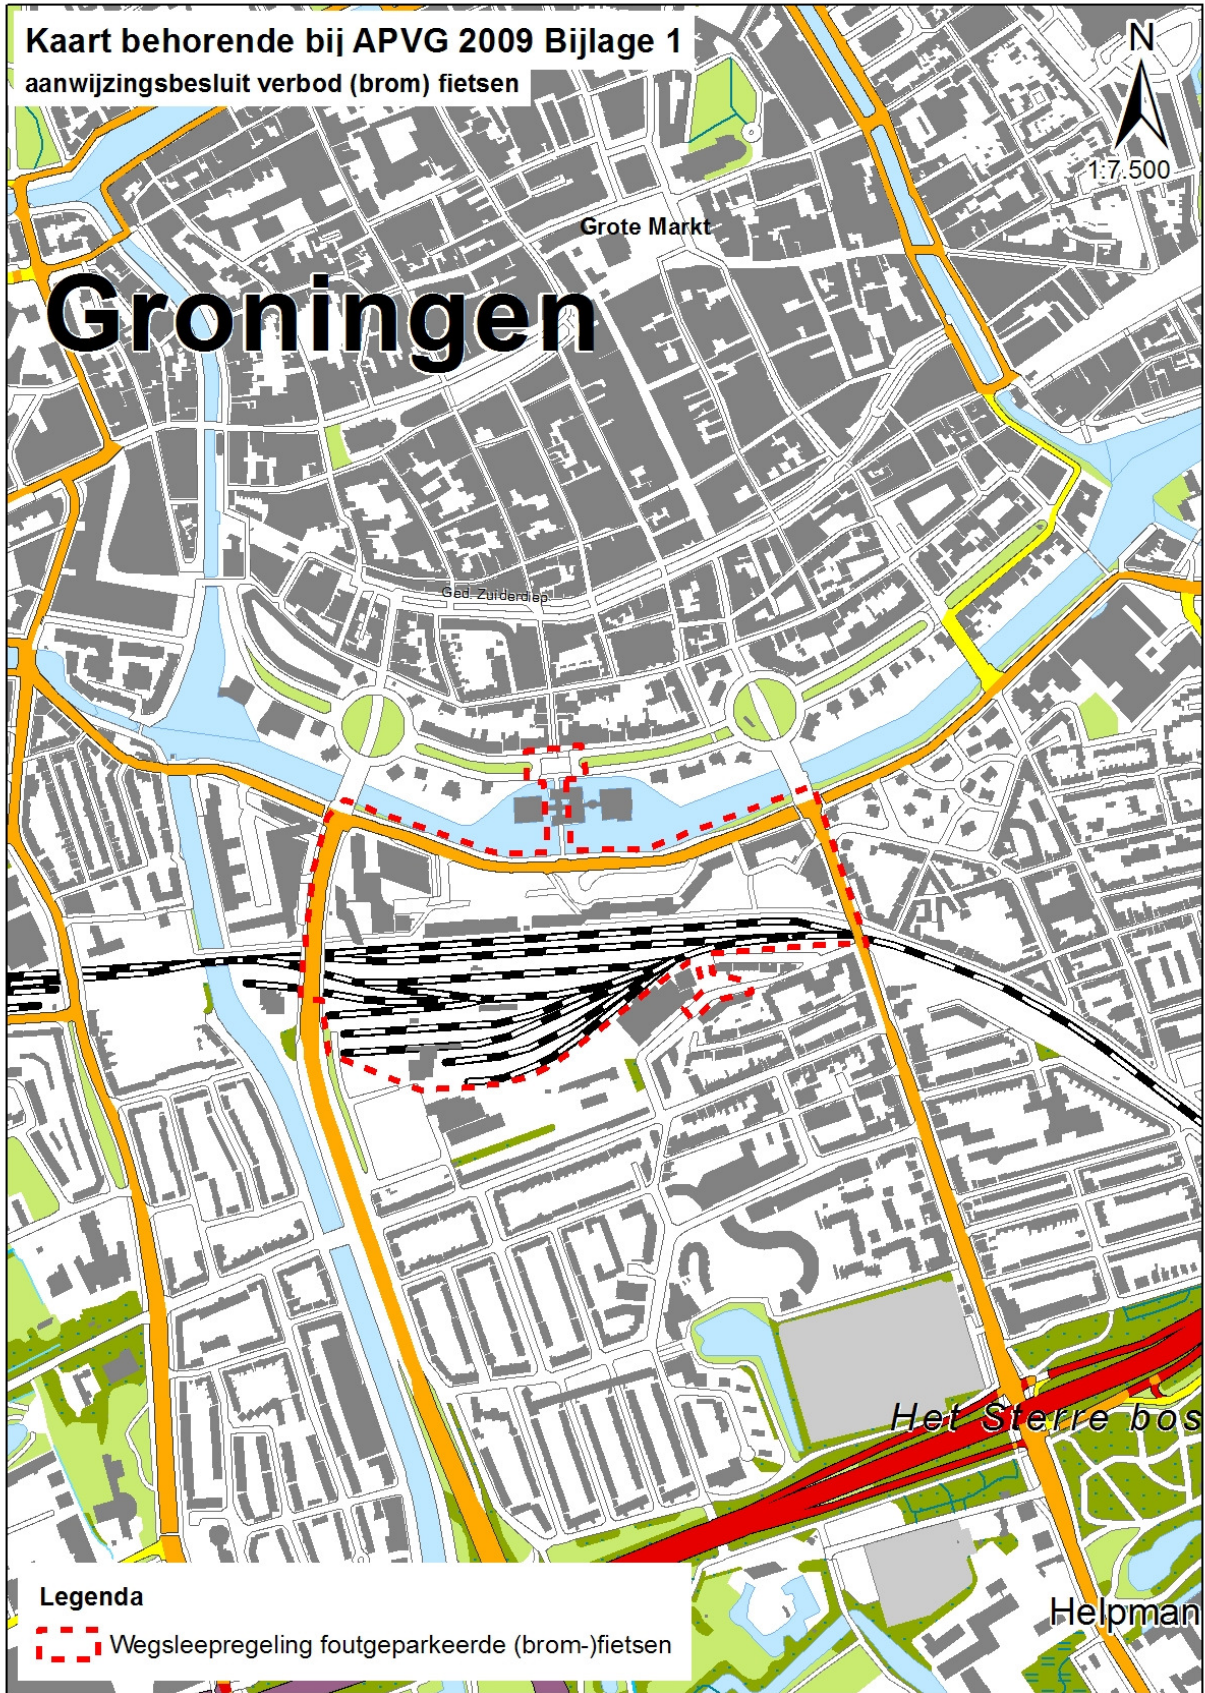 Kaart behorende bij APVG 2009 Bijlage 1
aanwijzingsbesluit verbod (brom) fietsen
N
1:7.500
Grote Markt
Groningen
Ged. Zuiderdiep
Het Sterre bos
Helpman
Legenda
Wegsleepregeling foutgeparkeerde (brom-)fietsen